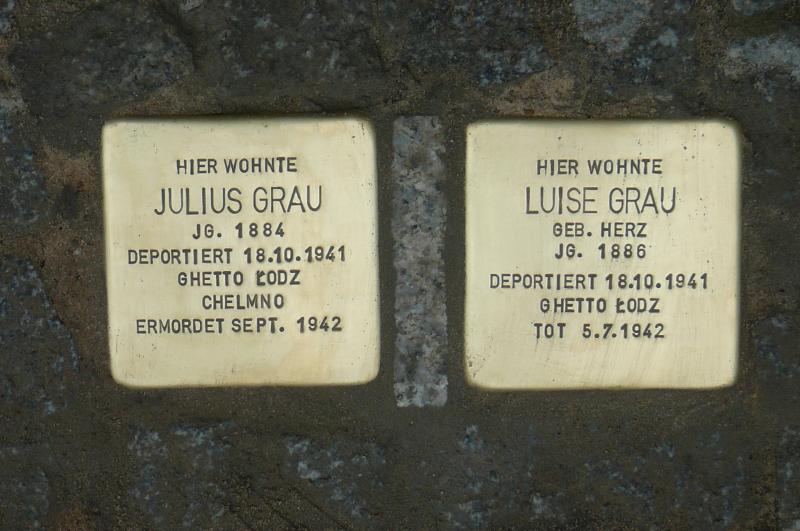 HIER WOHNTE
JULIUS GRAU
JG. 1884
DEPORTIERT 18.10.1941
GHETTO ŁODZ
CHELMNO
ERMORDET SEPT. 1942
HIER WOHNTE
LUISE GRAU
GEB. HERZ
JG. 1886
DEPORTIERT 18.10.1941
GHETTO ŁODZ
TOT 5.7.1942